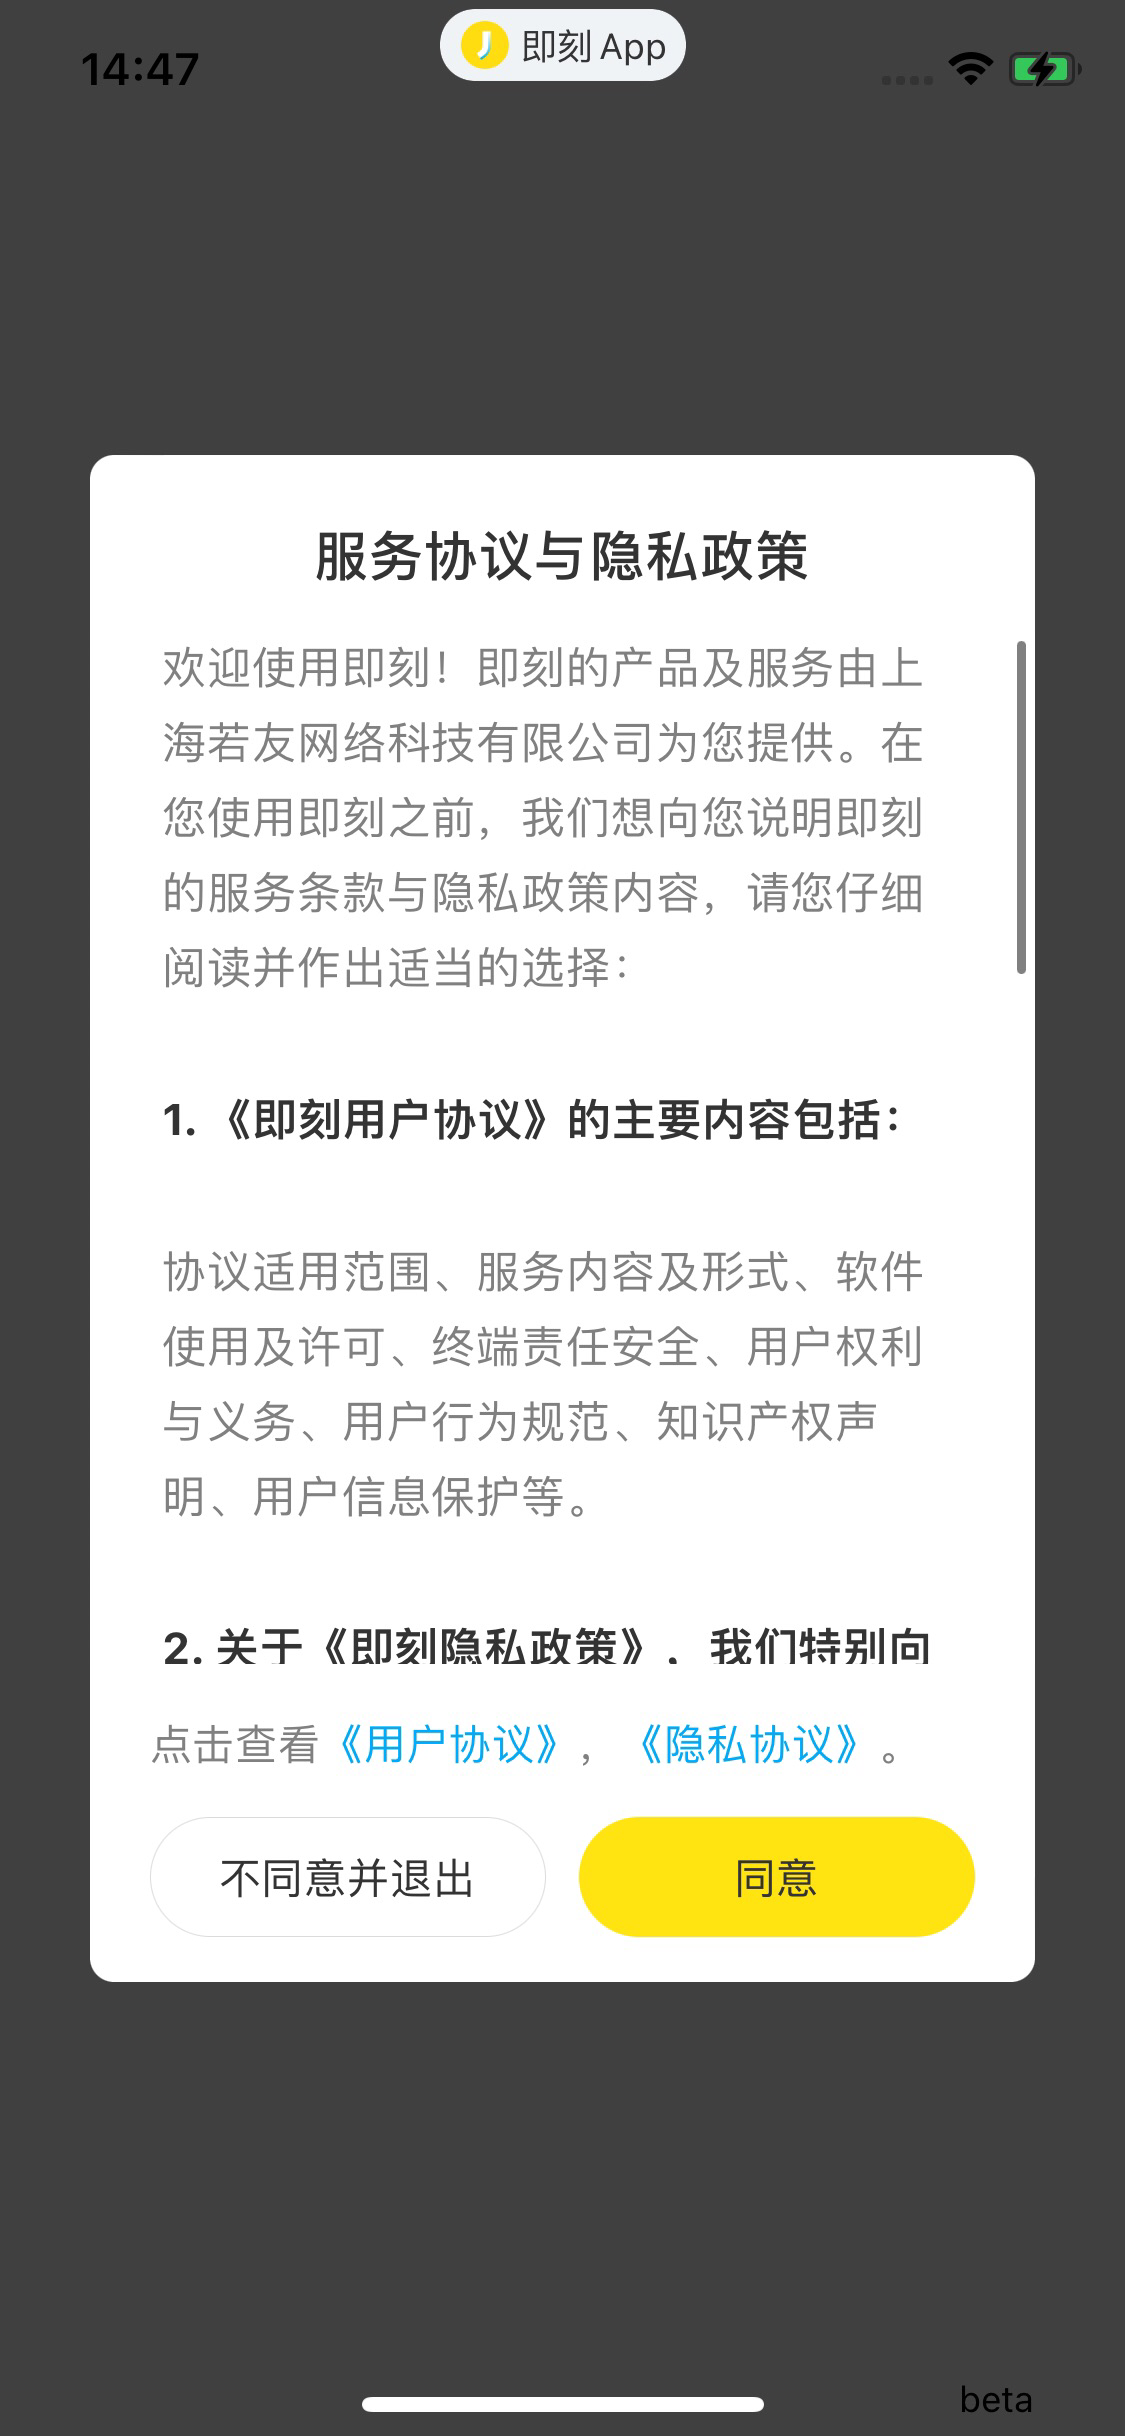 14:47
即刻 App
服务协议与隐私政策
欢迎使用即刻！即刻的产品及服务由上
海若友网络科技有限公司为您提供。在
您使用即刻之前，我们想向您说明即刻
的服务条款与隐私政策内容，请您仔细
阅读并作出适当的选择：
1. 《即刻用户协议》的主要内容包括：
协议适用范围、服务内容及形式、软件
使用及许可、终端责任安全、用户权利
与义务、用户行为规范、知识产权声
明、用户信息保护等。
2. 关于《即刻隐私政策》，我们特别向
点击查看《用户协议》，《隐私协议》。
不同意并退出
同意
beta